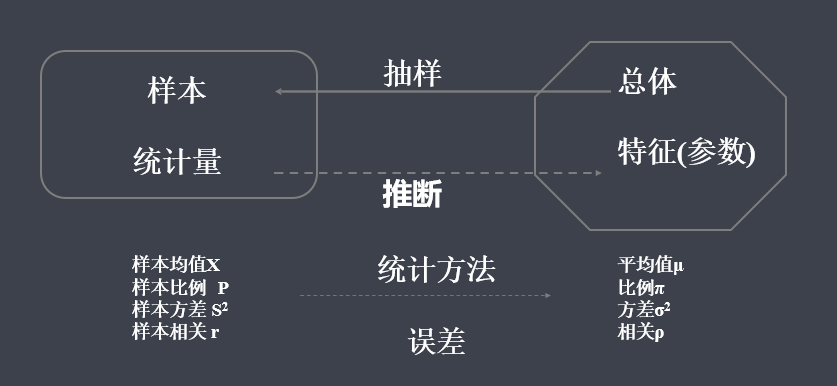 抽样
样本
总体
统计量
特征(参数)
推断
样本均值X
样本比例 P
样本方差 S²
样本相关 r
统计方法
误差
平均值μ
比例π
方差σ²
相关ρ